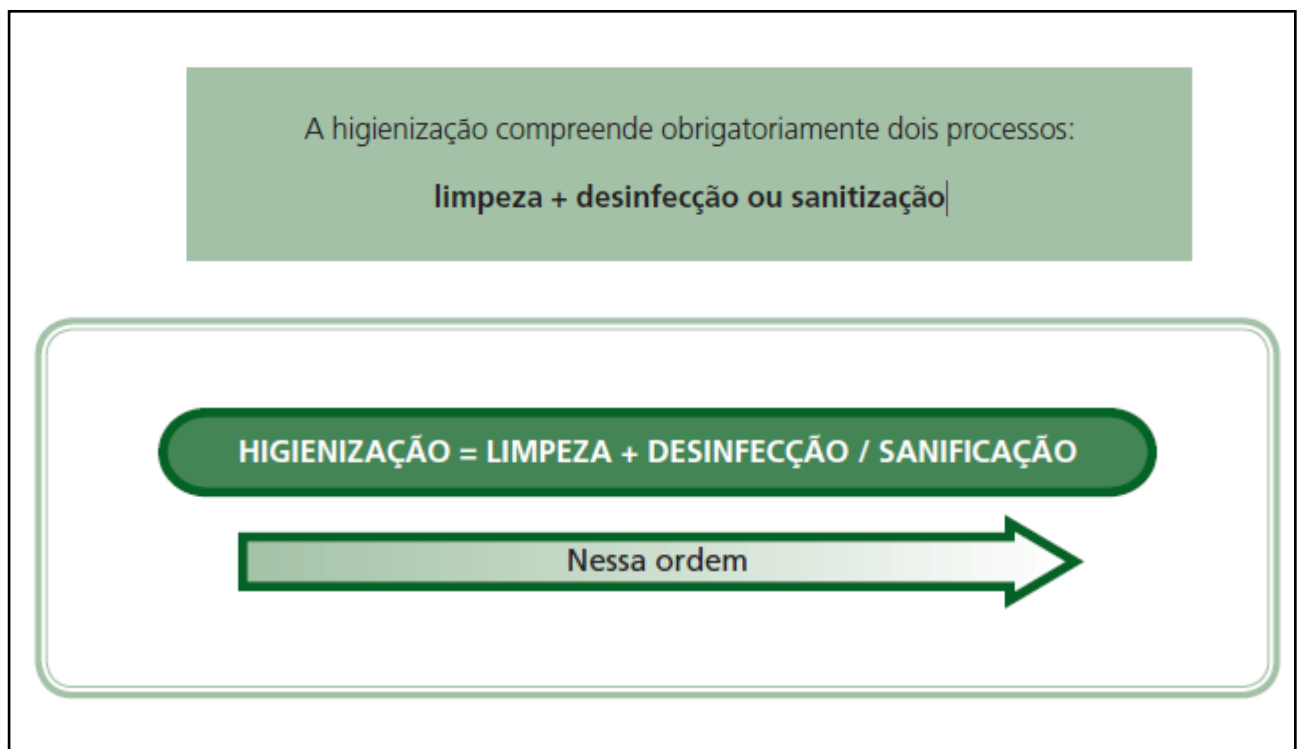 A higienização compreende obrigatoriamente dois processos:
limpeza + desinfecção ou sanitização
HIGIENIZAÇÃO = LIMPEZA + DESINFECÇÃO / SANIFICAÇÃO
Nessa ordem